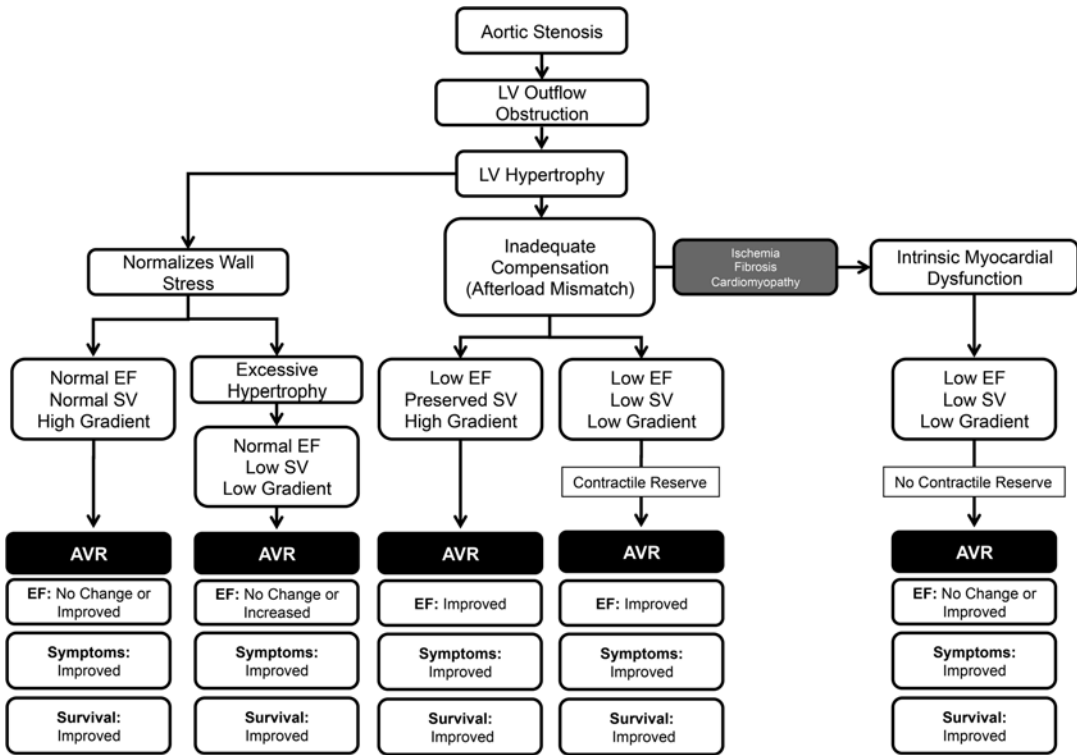 Aortic Stenosis
LV Outflow
Obstruction
LV Hypertrophy
Normalizes Wall
Stress
Inadequate
Compensation
(Afterload Mismatch)
Ischemia
Fibrosis
Cardiomyopathy
Intrinsic Myocardial
Dysfunction
Normal EF
Normal SV
High Gradient
Excessive
Hypertrophy
Normal EF
Low SV
Low Gradient
Low EF
Preserved SV
High Gradient
Low EF
Low SV
Low Gradient
Contractile Reserve
Low EF
Low SV
Low Gradient
No Contractile Reserve
AVR
EF: No Change or
Improved
Symptoms:
Improved
Survival:
Improved
AVR
EF: No Change or
Increased
Symptoms:
Improved
Survival:
Improved
AVR
EF: Improved
Symptoms:
Improved
Survival:
Improved
AVR
EF: Improved
Symptoms:
Improved
Survival:
Improved
AVR
EF: No Change or
Improved
Symptoms:
Improved
Survival:
Improved